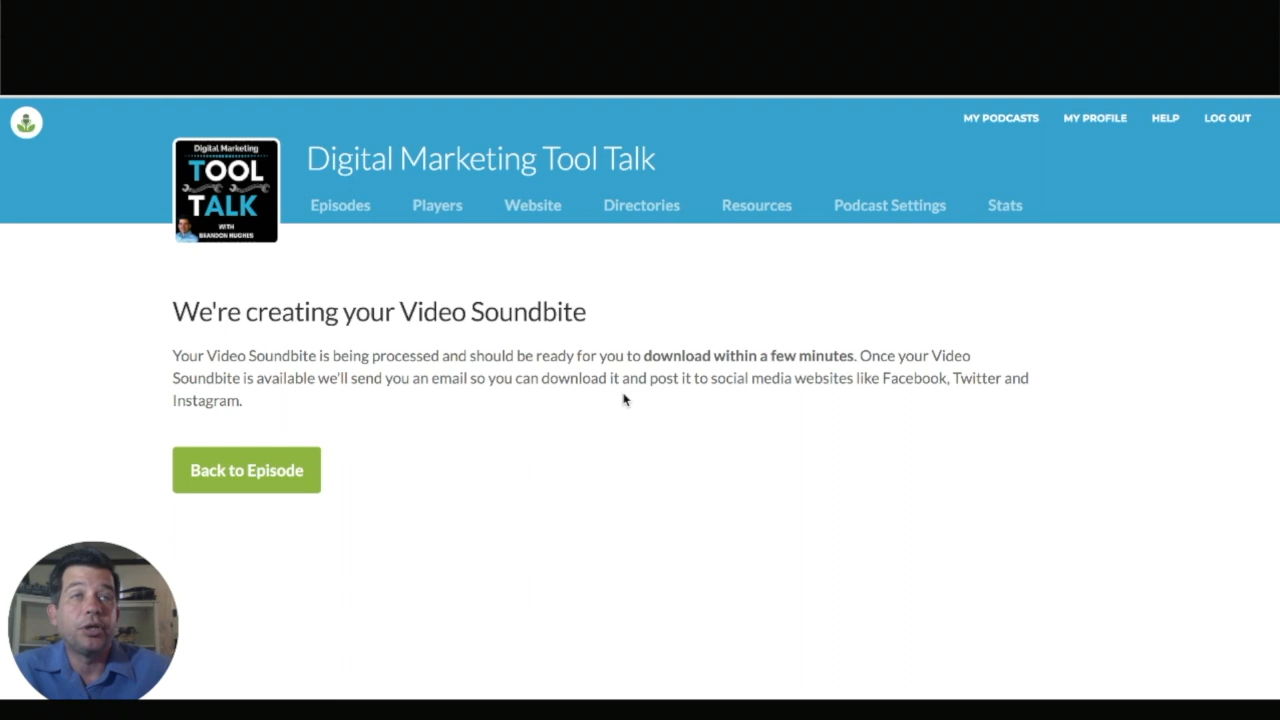 MY PODCASTS MY PROFILE HELP LOG OUT
Digital Marketing
TOOL
TALK
WITH
BRANDON HUGHES
Digital Marketing Tool Talk
Episodes Players Website Directories Resources Podcast Settings Stats
We're creating your Video Soundbite
Your Video Soundbite is being processed and should be ready for you to download within a few minutes. Once your Video
Soundbite is available we'll send you an email so you can download it and post it to social media websites like Facebook, Twitter and
Instagram.
Back to Episode